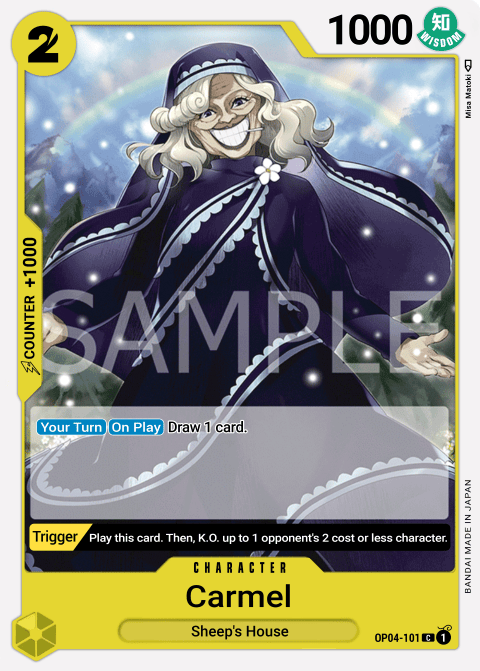 2
1000
知
WISDOM
Misa Matoki
COUNTER +1000
SAMPLE
Your Turn On Play Draw 1 card.
Trigger Play this card. Then, K.O. up to 1 opponent's 2 cost or less character.
CHARACTER
Carmel
Sheep's House
OP04-101 C 1
BANDAI MADE IN JAPAN